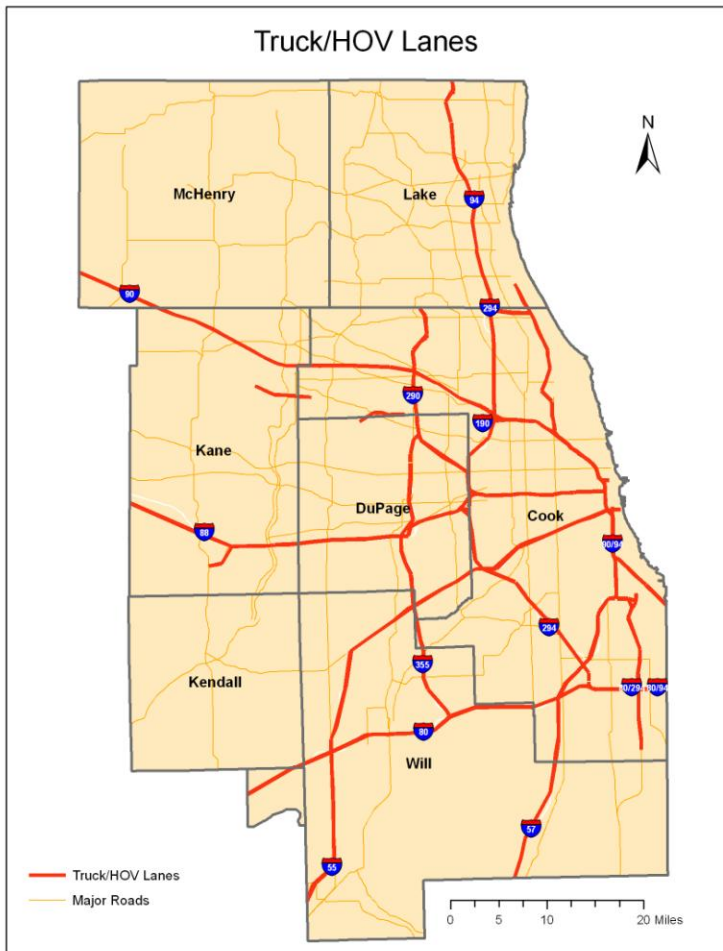 Truck/HOV Lanes
N
McHenry
Lake
94
90
294
290
190
Kane
DuPage
Cook
88
90/94
294
Kendall
355
80
Will
57
55
Truck/HOV Lanes
Major Roads
0 5 10 20 Miles